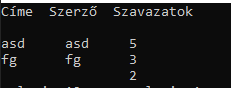 Címe Szerző Szavazatok
asd asd 5
fg fg 3
2